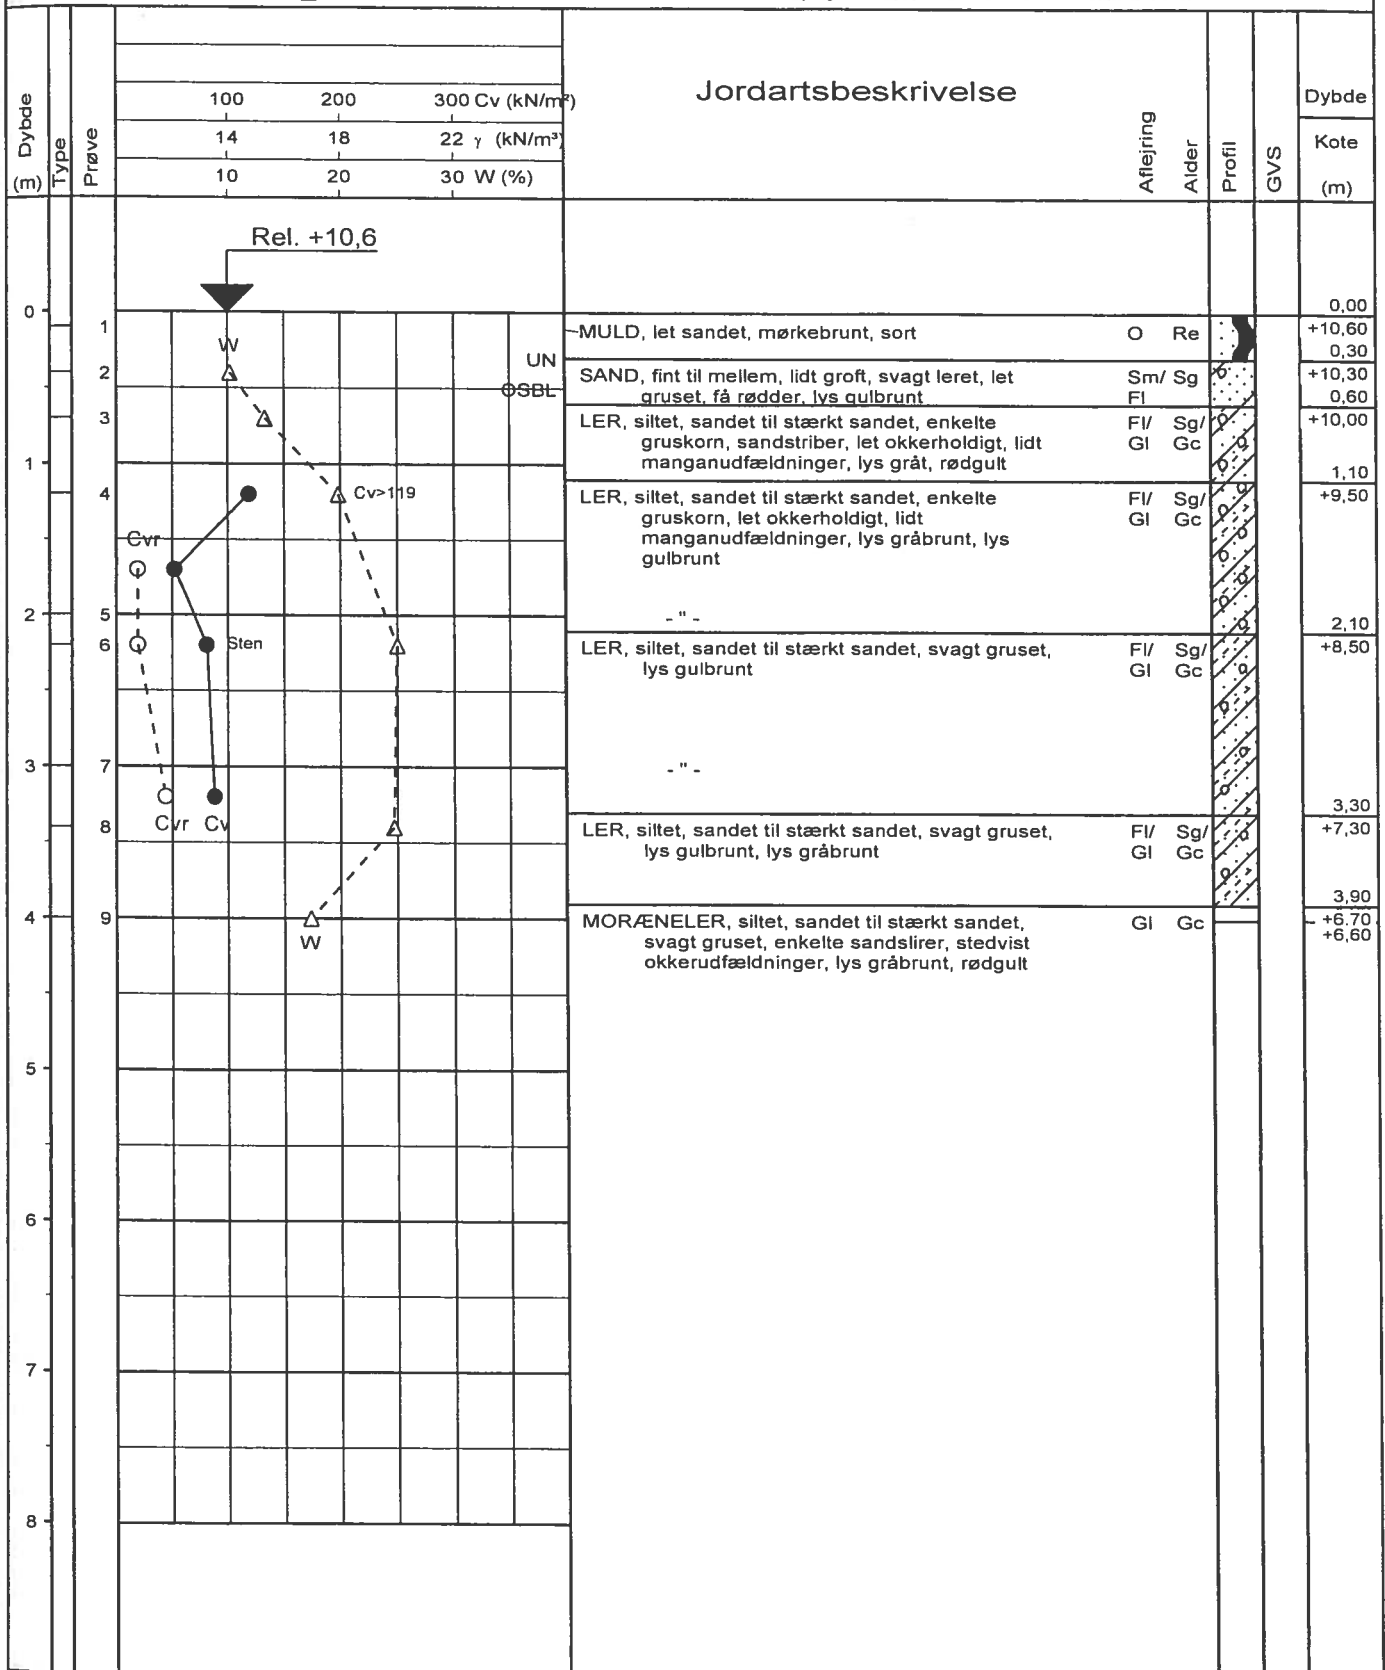 Dybde
(m)
Type
Prøve
100 200 300 Cv (kN/m²)
14 18 22 γ (kN/m³)
10 20 30 W (%)
Jordartsbeskrivelse
Aflejring
Alder
Profil
GVS
Dybde
Kote
(m)
Rel. +10,6
0
1
2
3
4
5
6
7
8
1
2
3
4
5
6
7
8
9
W
UN
SBL
Cv>119
Cvr
Sten
Cvr Cv
W
MULD, let sandet, mørkebrunt, sort O Re
SAND, fint til mellem, lidt groft, svagt leret, let Sm/ Sg
gruset, få rødder, lys gulbrunt Fl
LER, siltet, sandet til stærkt sandet, enkelte Fl/ Sg/
gruskorn, sandstriber, let okkerholdigt, lidt Gl Gc
manganudfældninger, lys gråt, rødgult
LER, siltet, sandet til stærkt sandet, enkelte Fl/ Sg/
gruskorn, let okkerholdigt, lidt Gl Gc
manganudfældninger, lys gråbrunt, lys
gulbrunt
- " -
LER, siltet, sandet til stærkt sandet, svagt gruset, Fl/ Sg/
lys gulbrunt Gl Gc
- " -
LER, siltet, sandet til stærkt sandet, svagt gruset, Fl/ Sg/
lys gulbrunt, lys gråbrunt Gl Gc
MORÆNELER, siltet, sandet til stærkt sandet, Gl Gc
svagt gruset, enkelte sandslirer, stedvist
okkerudfældninger, lys gråbrunt, rødgult
0,00
+10,60
0,30
+10,30
0,60
+10,00
1,10
+9,50
2,10
+8,50
3,30
+7,30
3,90
+6.70
+6,60